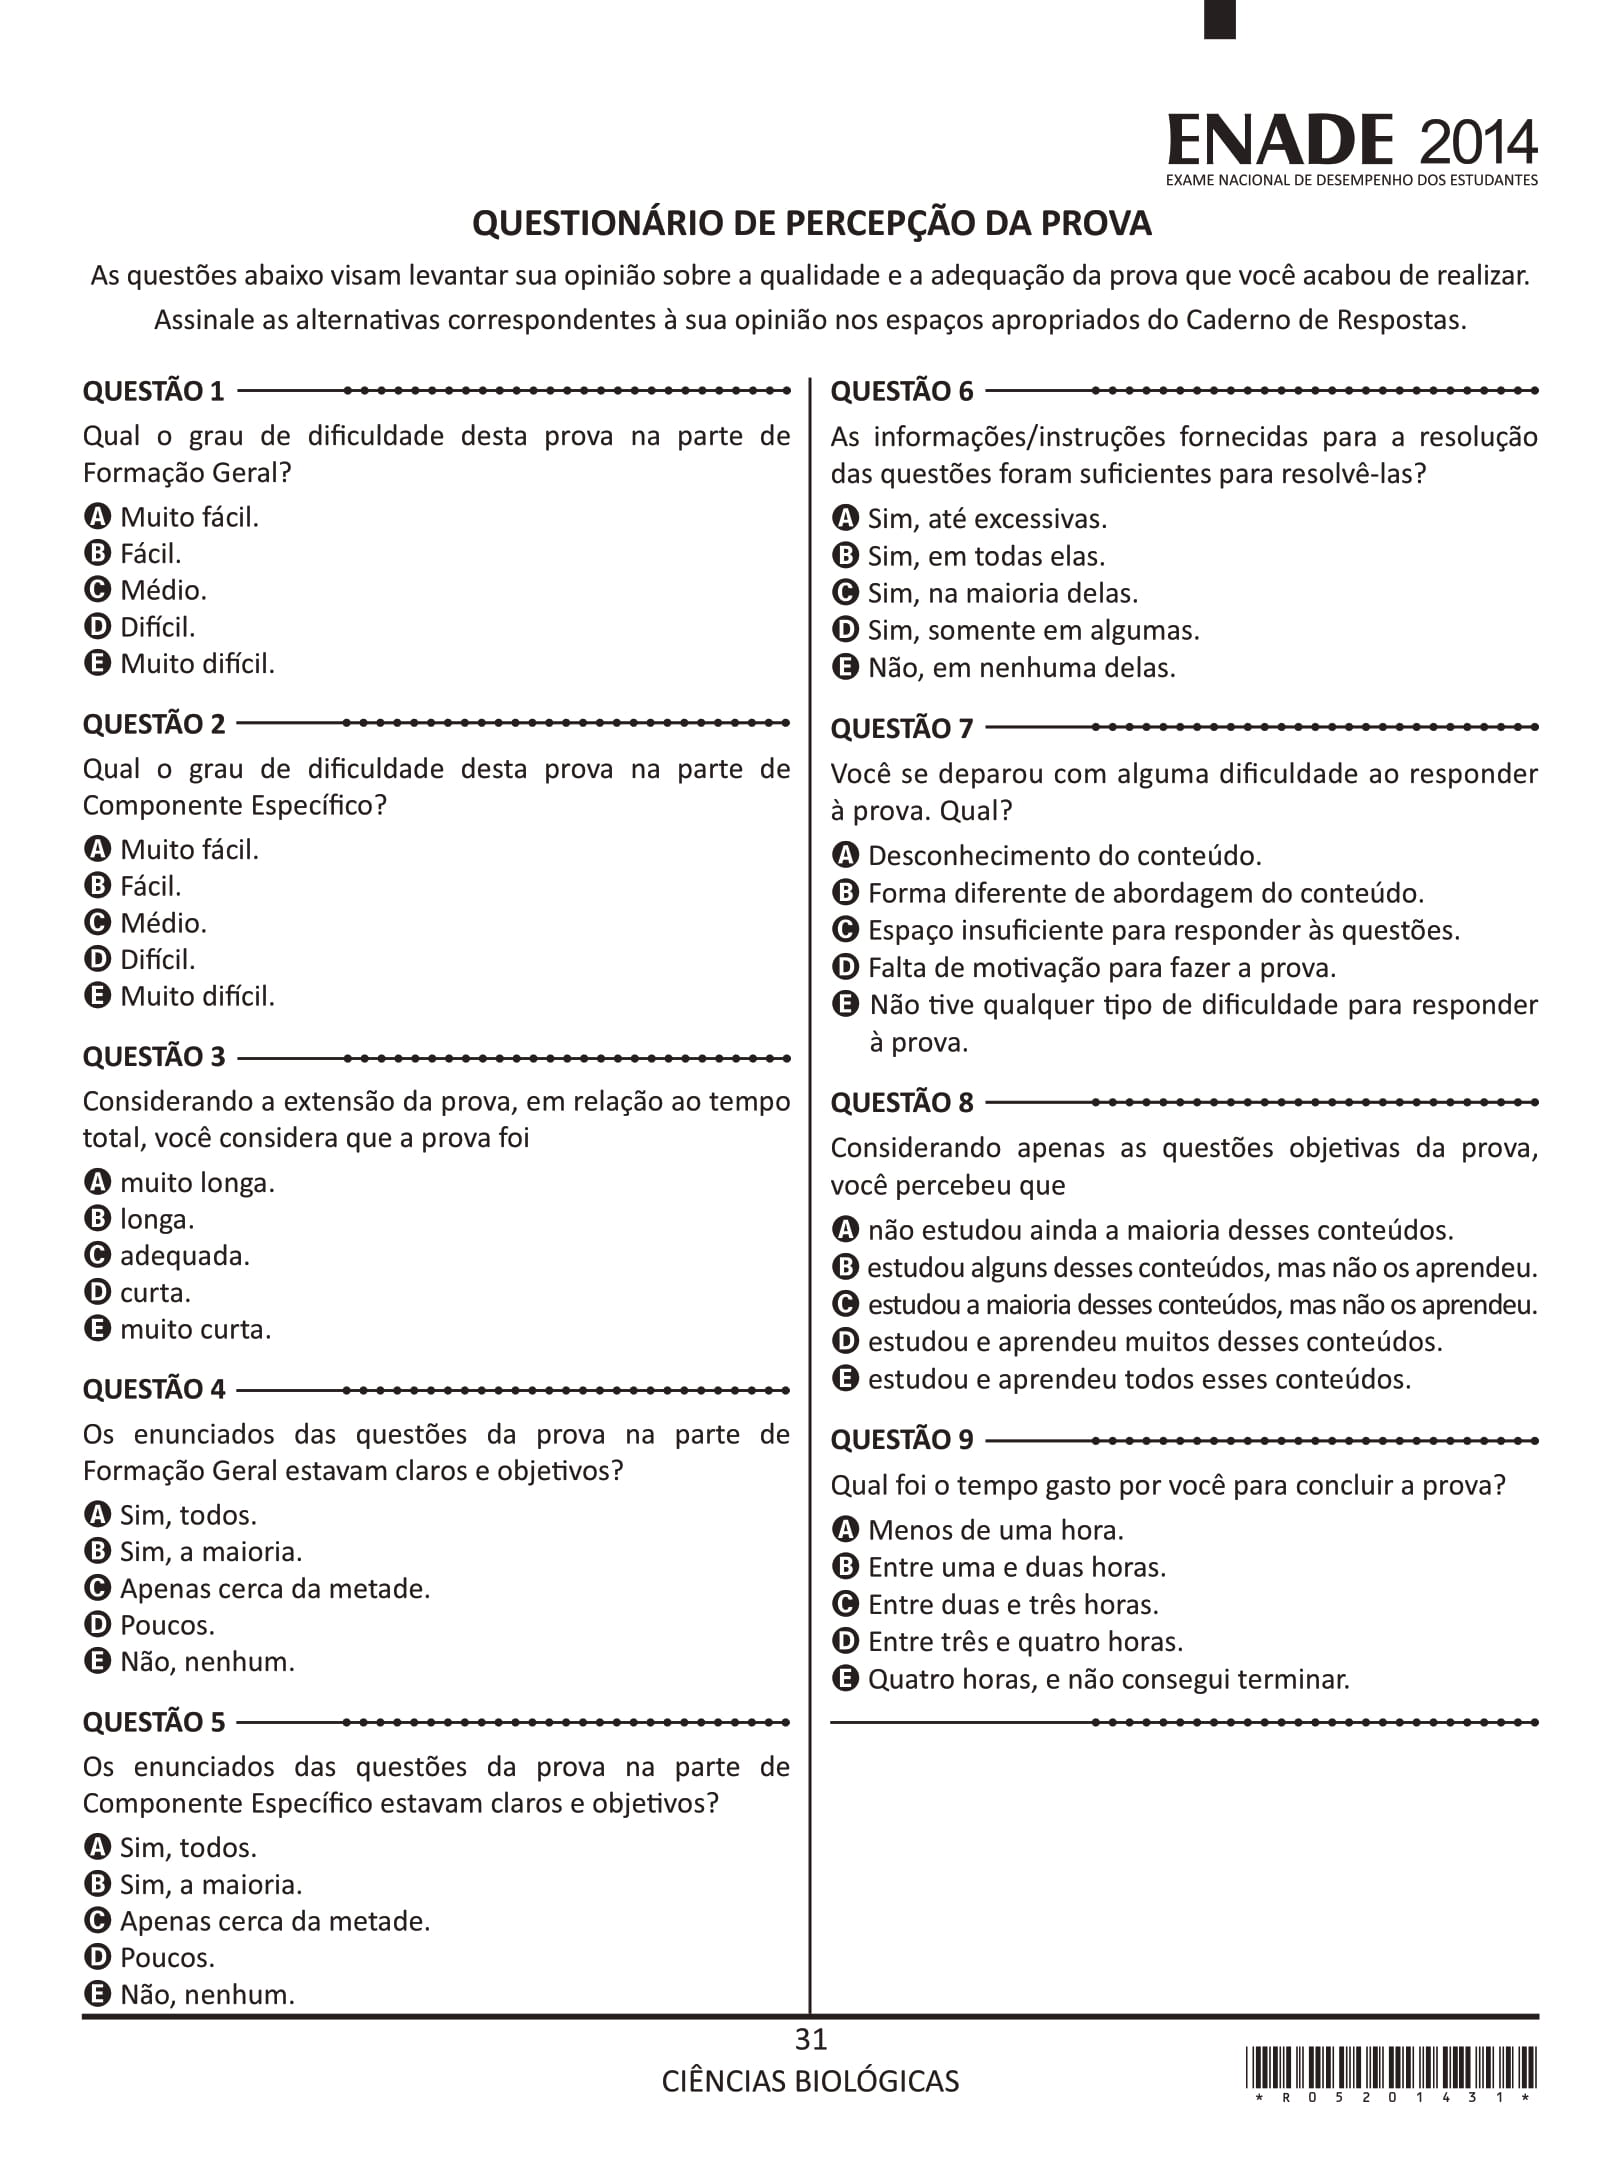 ENADE 2014
EXAME NACIONAL DE DESEMPENHO DOS ESTUDANTES
QUESTIONÁRIO DE PERCEPÇÃO DA PROVA
As questões abaixo visam levantar sua opinião sobre a qualidade e a adequação da prova que você acabou de realizar.
Assinale as alternativas correspondentes à sua opinião nos espaços apropriados do Caderno de Respostas.
QUESTÃO 1
Qual o grau de dificuldade desta prova na parte de
Formação Geral?
A Muito fácil.
B Fácil.
C Médio.
D Difícil.
E Muito difícil.
QUESTÃO 2
Qual o grau de dificuldade desta prova na parte de
Componente Específico?
A Muito fácil.
B Fácil.
C Médio.
D Difícil.
E Muito difícil.
QUESTÃO 3
Considerando a extensão da prova, em relação ao tempo
total, você considera que a prova foi
A muito longa.
B longa.
C adequada.
D curta.
E muito curta.
QUESTÃO 4
Os enunciados das questões da prova na parte de
Formação Geral estavam claros e objetivos?
A Sim, todos.
B Sim, a maioria.
C Apenas cerca da metade.
D Poucos.
E Não, nenhum.
QUESTÃO 5
Os enunciados das questões da prova na parte de
Componente Específico estavam claros e objetivos?
A Sim, todos.
B Sim, a maioria.
C Apenas cerca da metade.
D Poucos.
E Não, nenhum.
QUESTÃO 6
As informações/instruções fornecidas para a resolução
das questões foram suficientes para resolvê-las?
A Sim, até excessivas.
B Sim, em todas elas.
C Sim, na maioria delas.
D Sim, somente em algumas.
E Não, em nenhuma delas.
QUESTÃO 7
Você se deparou com alguma dificuldade ao responder
à prova. Qual?
A Desconhecimento do conteúdo.
B Forma diferente de abordagem do conteúdo.
C Espaço insuficiente para responder às questões.
D Falta de motivação para fazer a prova.
E Não tive qualquer tipo de dificuldade para responder
à prova.
QUESTÃO 8
Considerando apenas as questões objetivas da prova,
você percebeu que
A não estudou ainda a maioria desses conteúdos.
B estudou alguns desses conteúdos, mas não os aprendeu.
C estudou a maioria desses conteúdos, mas não os aprendeu.
D estudou e aprendeu muitos desses conteúdos.
E estudou e aprendeu todos esses conteúdos.
QUESTÃO 9
Qual foi o tempo gasto por você para concluir a prova?
A Menos de uma hora.
B Entre uma e duas horas.
C Entre duas e três horas.
D Entre três e quatro horas.
E Quatro horas, e não consegui terminar.
31
CIÊNCIAS BIOLÓGICAS
* R 0 5 2 0 1 4 3 1 *